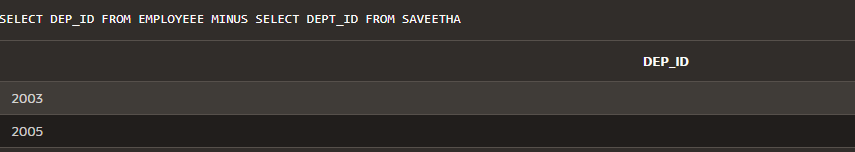 SELECT DEP_ID FROM EMPLOYEEE MINUS SELECT DEPT_ID FROM SAVEETHA
DEP_ID
2003
2005